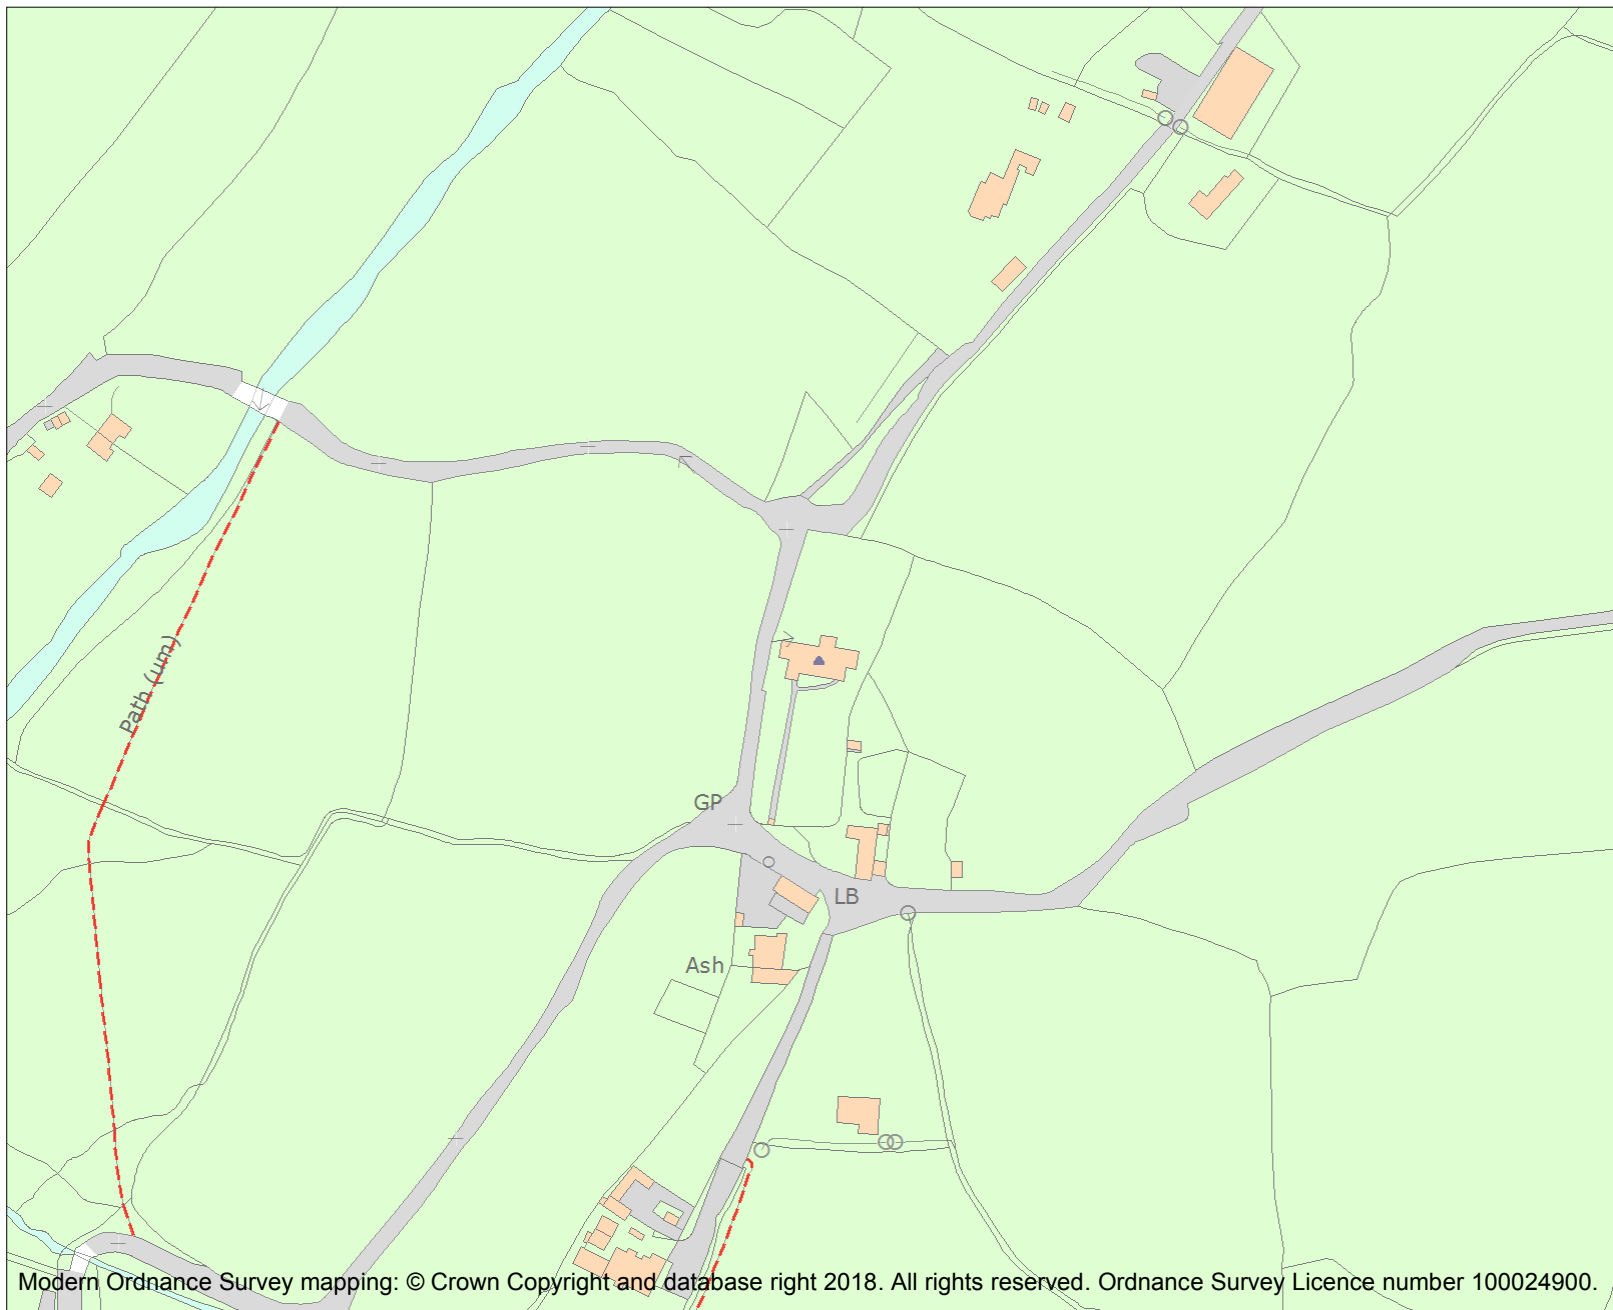 Path (um)
GP
LB
Ash
Modern Ordnance Survey mapping: © Crown Copyright and database right 2018. All rights reserved. Ordnance Survey Licence number 100024900.